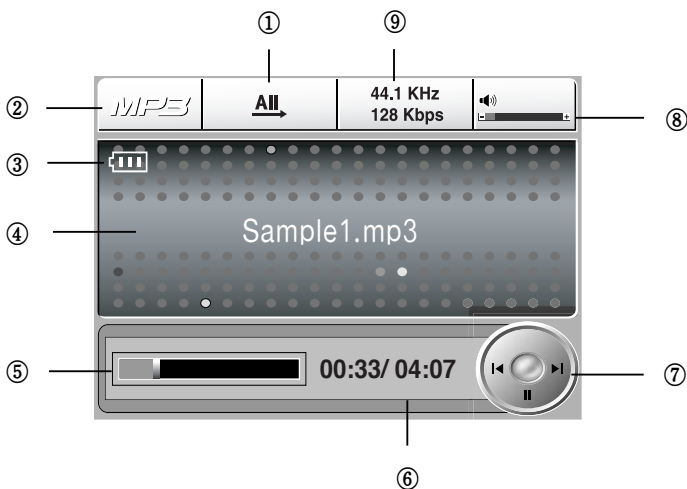 ① ⑨
② MP3 All 44.1 KHz
128 Kbps ⑧
③
④ Sample1.mp3
⑤ 00:33/ 04:07 ⑦
⑥